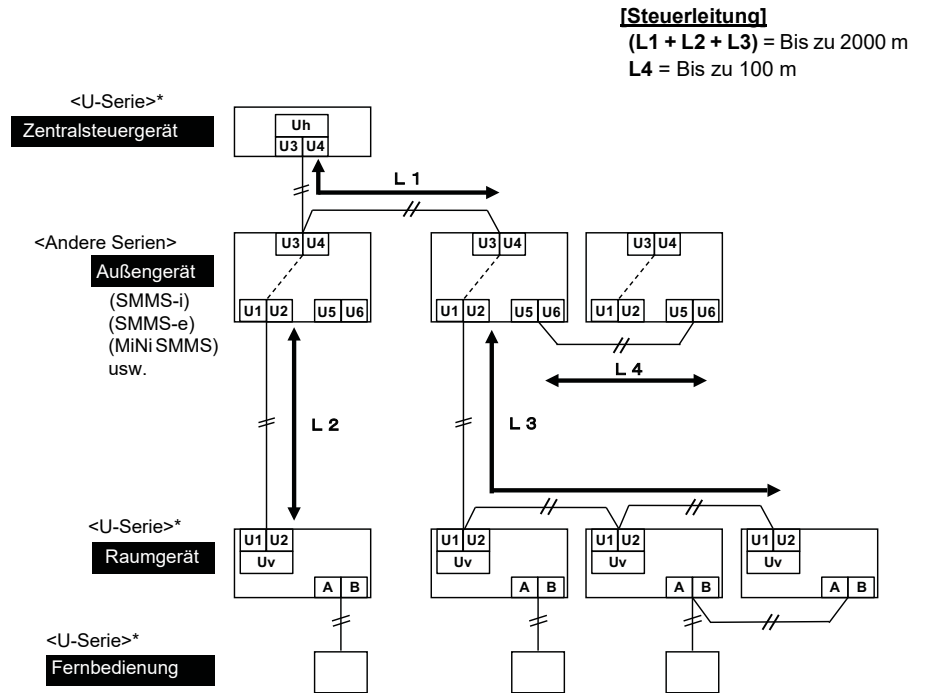 [Steuerleitung]
(L1 + L2 + L3) = Bis zu 2000 m
L4 = Bis zu 100 m
<U-Serie>*
Zentralsteuergerät
Uh
U3 U4
L 1
<Andere Serien>
Außengerät
(SMMS-i)
(SMMS-e)
(MiNi SMMS)
usw.
U3 U4 U3 U4 U3 U4
U1 U2 U5 U6 U1 U2 U5 U6 U1 U2 U5 U6
L 4
L 2 L 3
<U-Serie>*
Raumgerät
U1 U2 U1 U2 U1 U2 U1 U2
Uv Uv Uv Uv
A B A B A B A B
<U-Serie>*
Fernbedienung